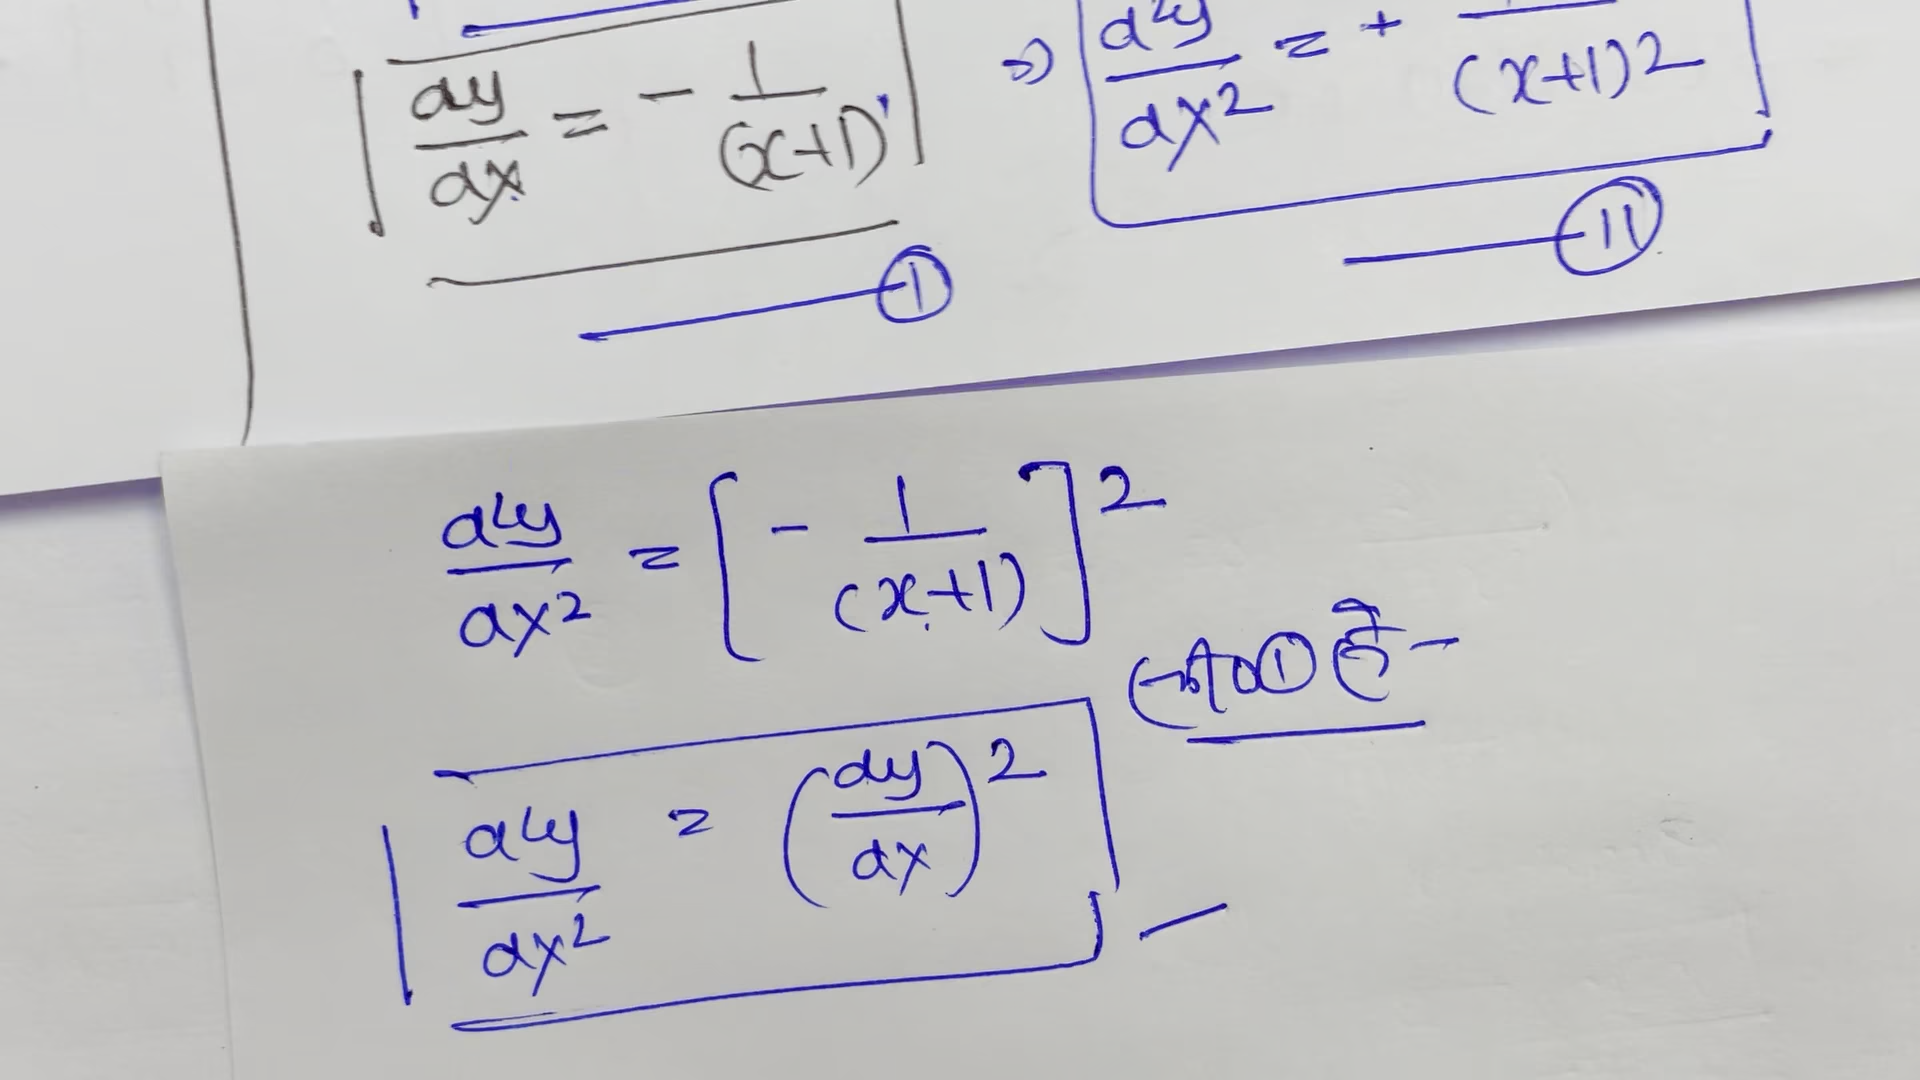 dy/dx = - 1/(x+1)' ⇒ d²y/dx² = + 1/(x+1)2
① ⑪
d²y/dx² = [- 1/(x+1)]2
① से -
d²y/dx² = (dy/dx)2 -